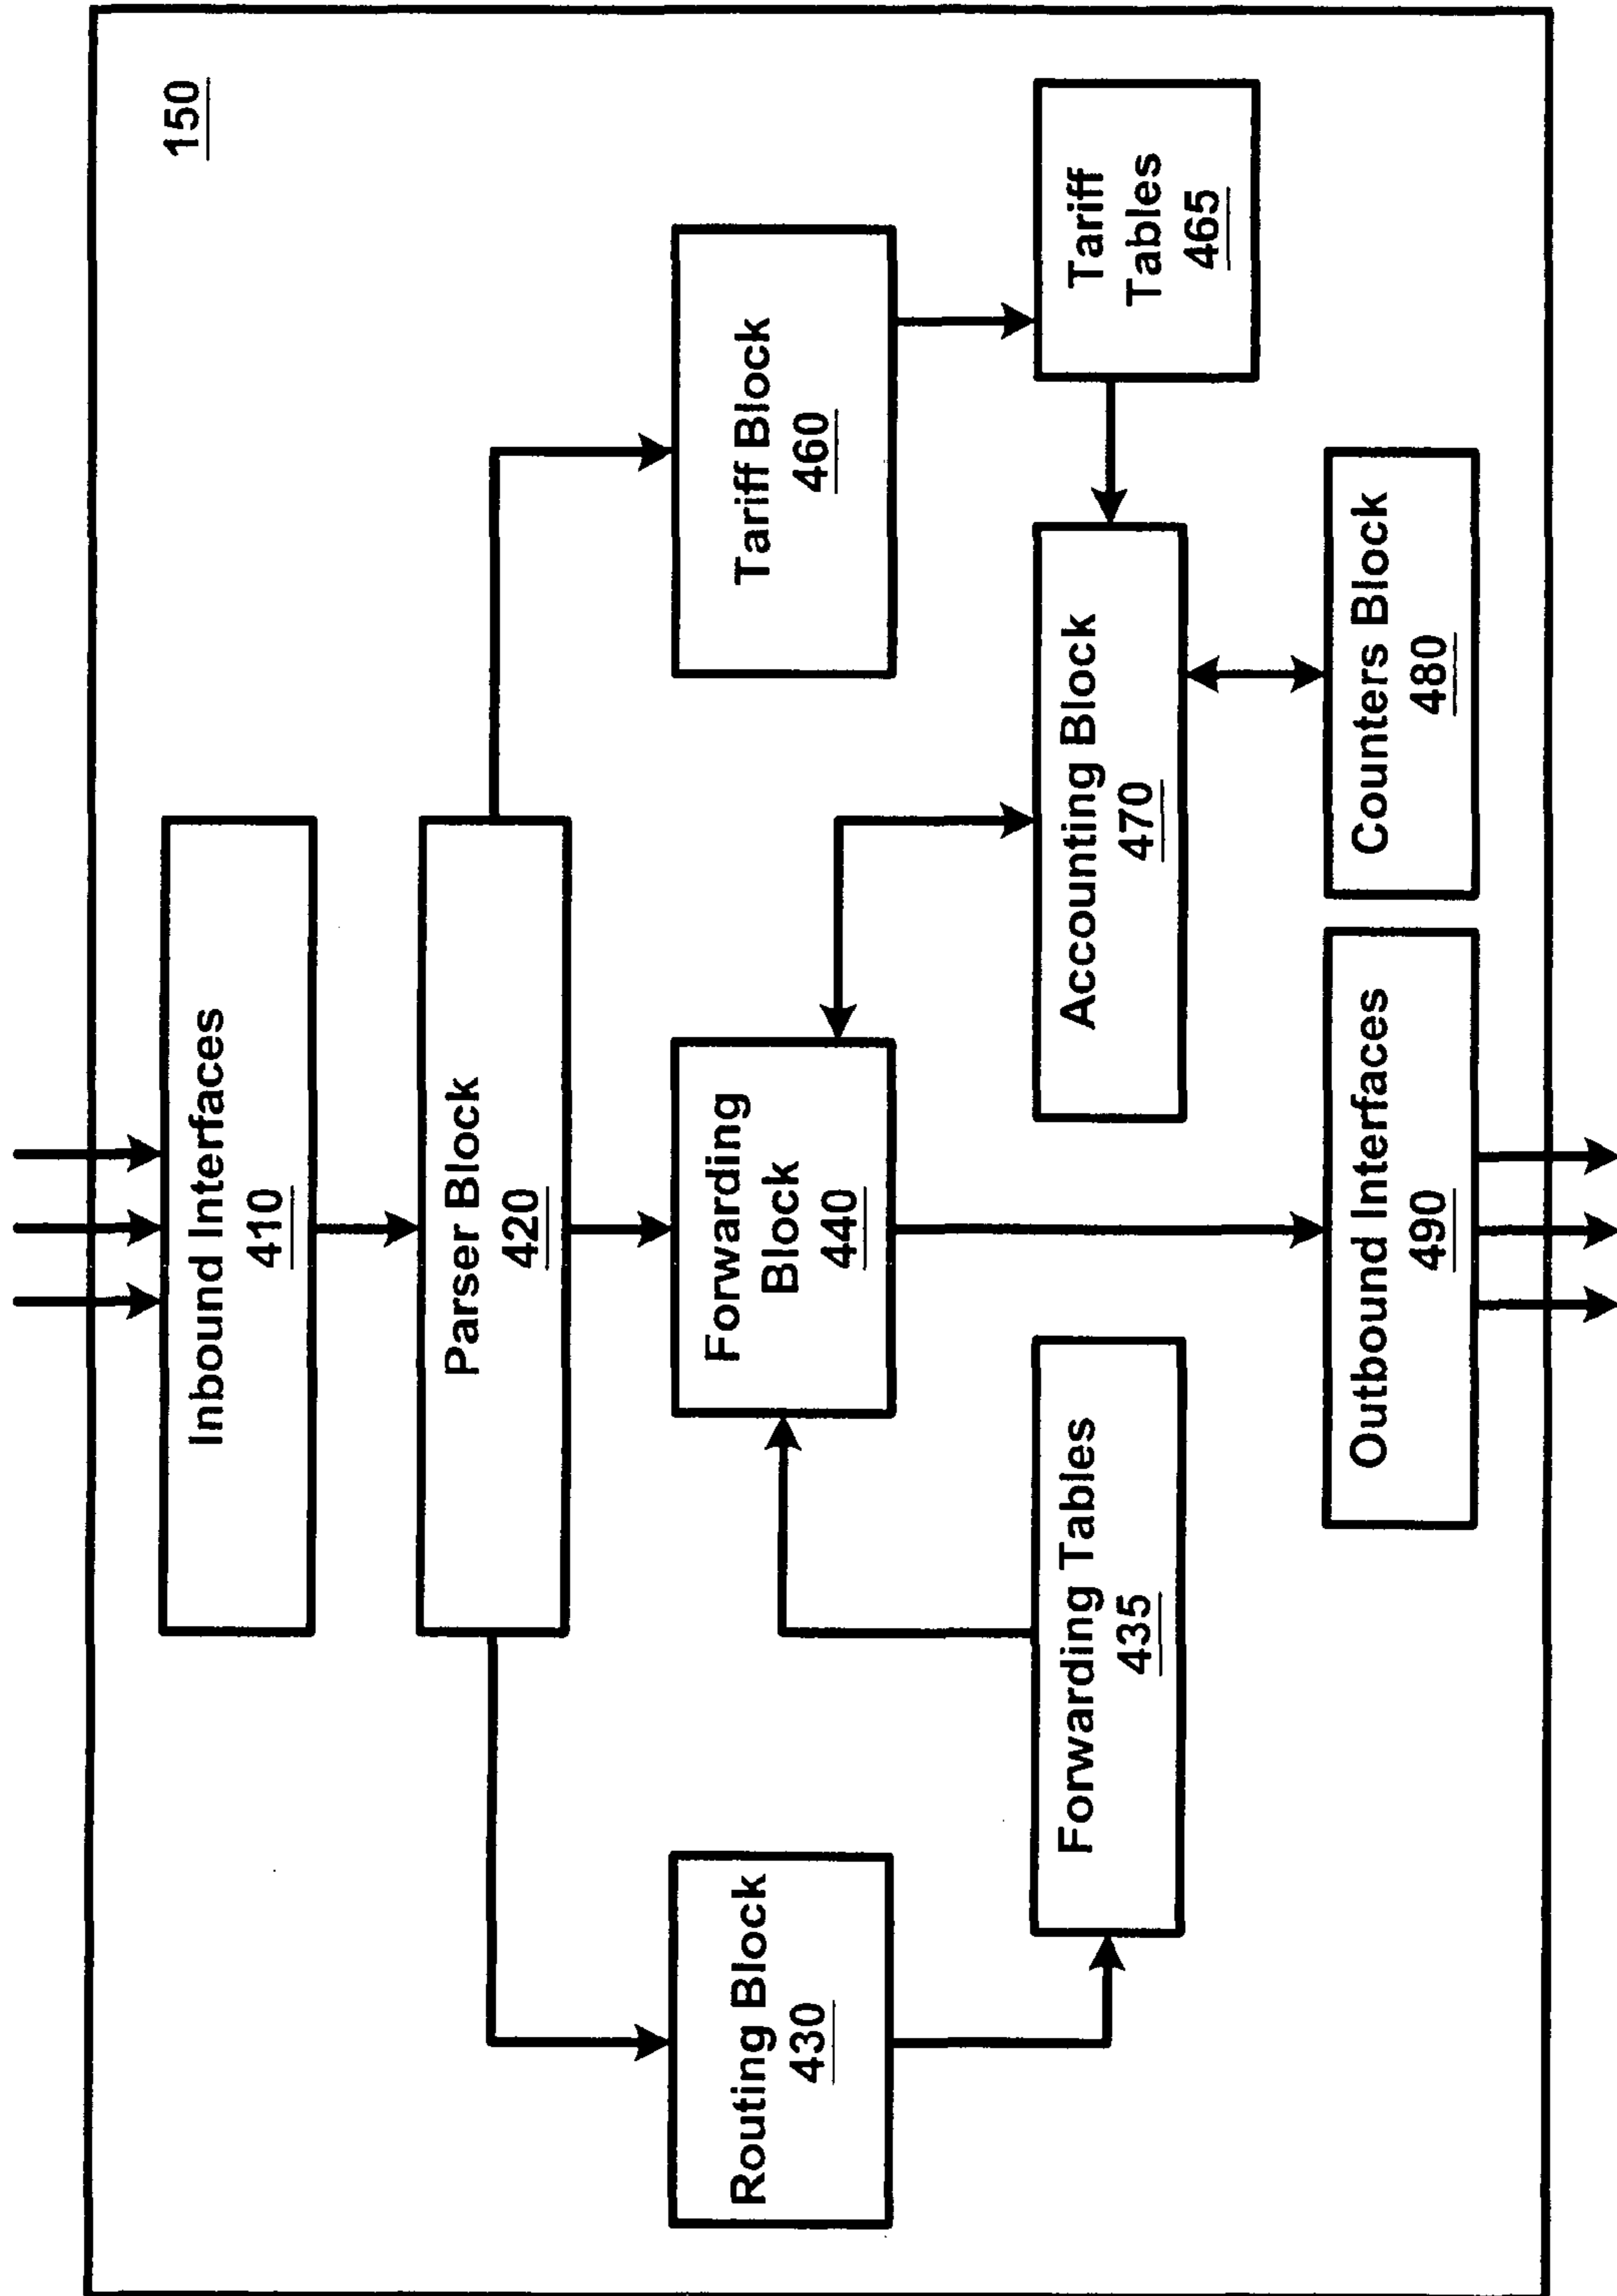 150
Inbound Interfaces
410
Parser Block
420
Routing Block
430
Forwarding
Block
440
Tariff Block
460
Forwarding Tables
435
Accounting Block
470
Tariff
Tables
465
Outbound Interfaces
490
Counters Block
480